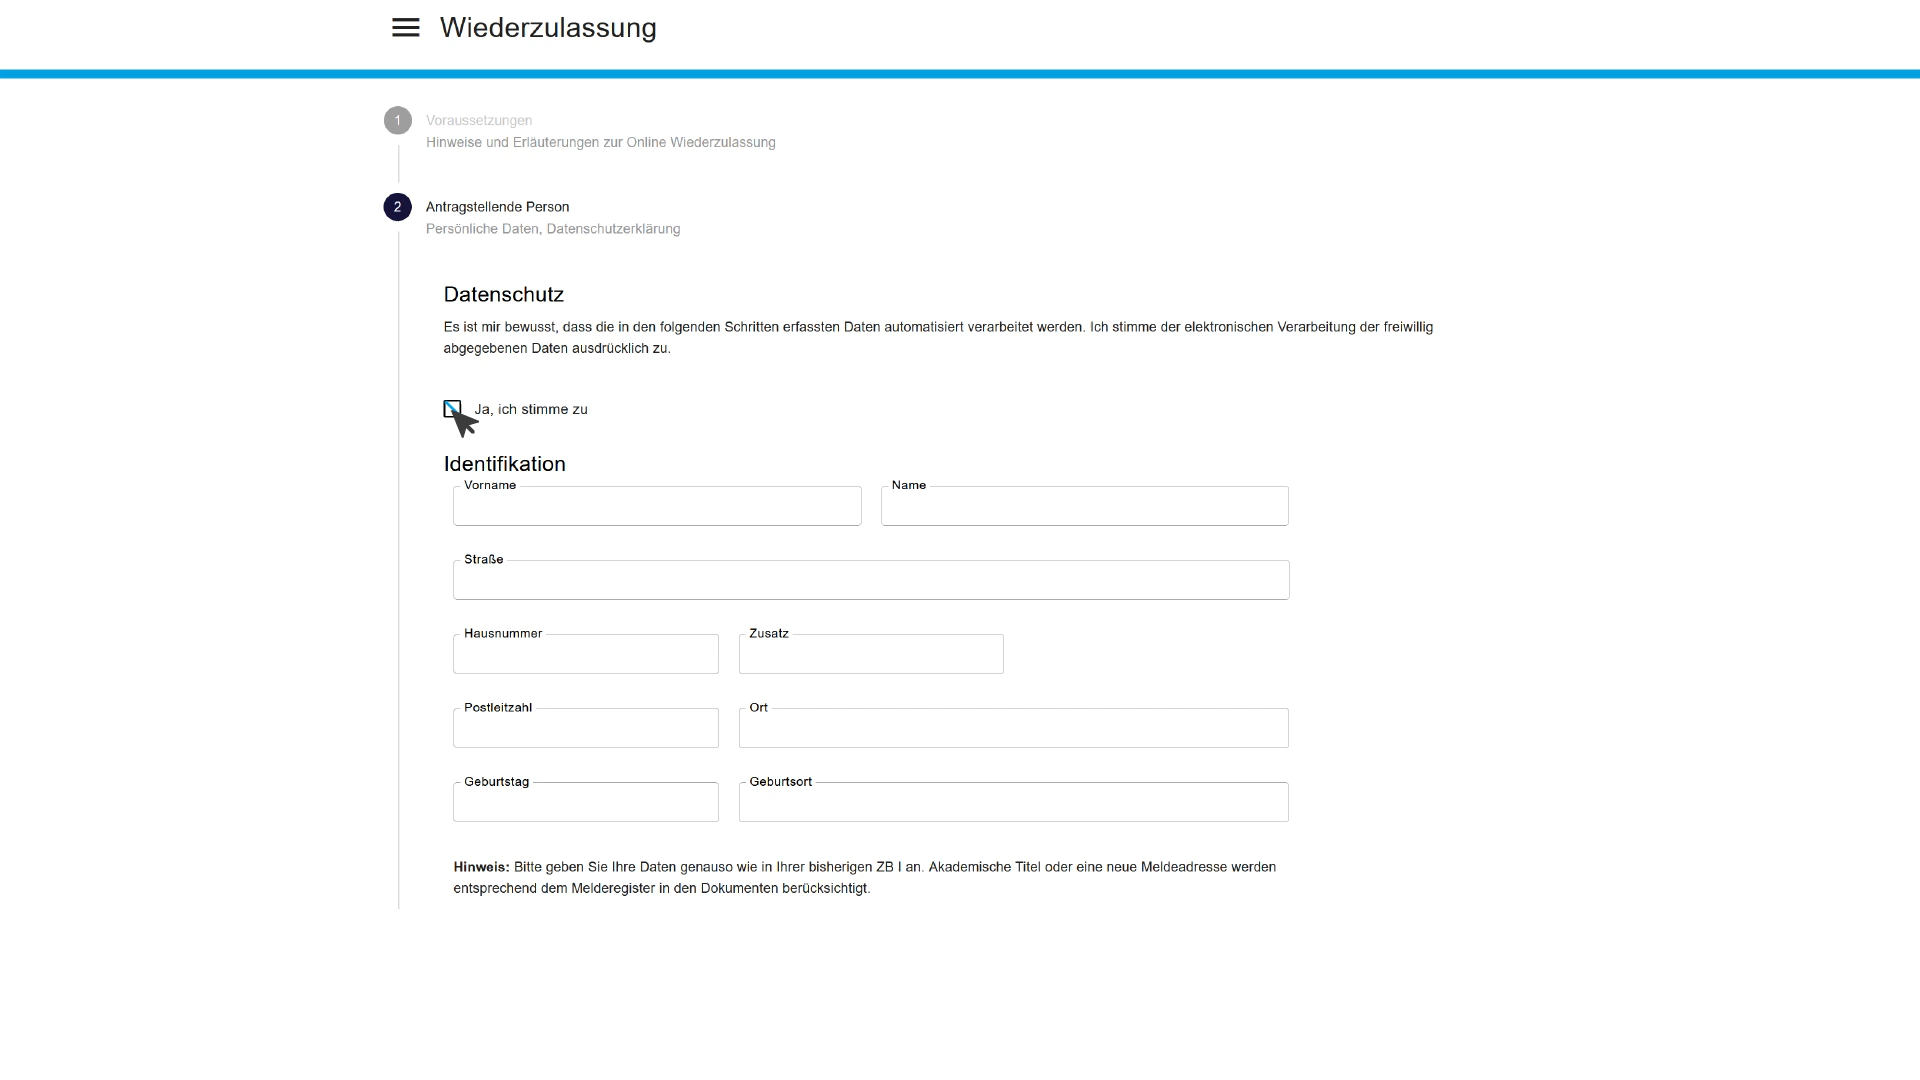 Wiederzulassung
1
Voraussetzungen
Hinweise und Erläuterungen zur Online Wiederzulassung
2
Antragstellende Person
Persönliche Daten, Datenschutzerklärung
Datenschutz
Es ist mir bewusst, dass die in den folgenden Schritten erfassten Daten automatisiert verarbeitet werden. Ich stimme der elektronischen Verarbeitung der freiwillig
abgegebenen Daten ausdrücklich zu.
Ja, ich stimme zu
Identifikation
Vorname
Name
Straße
Hausnummer
Zusatz
Postleitzahl
Ort
Geburtstag
Geburtsort
Hinweis: Bitte geben Sie Ihre Daten genauso wie in Ihrer bisherigen ZB I an. Akademische Titel oder eine neue Meldeadresse werden
entsprechend dem Melderegister in den Dokumenten berücksichtigt.